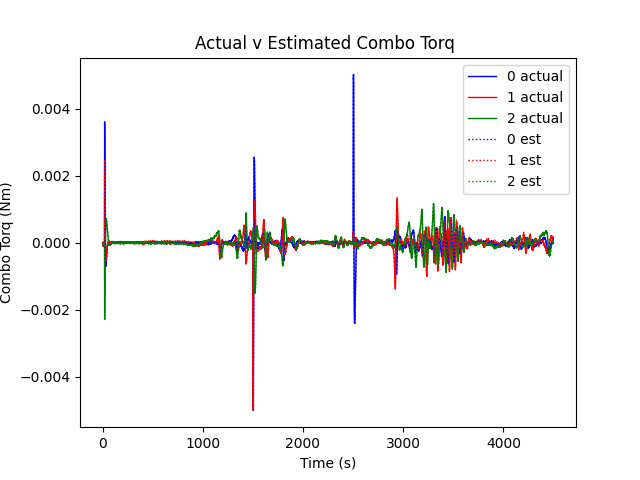 Actual v Estimated Combo Torq
0 actual
1 actual
2 actual
0 est
1 est
2 est
0.004
0.002
0.000
−0.002
−0.004
Combo Torq (Nm)
0 1000 2000 3000 4000
Time (s)